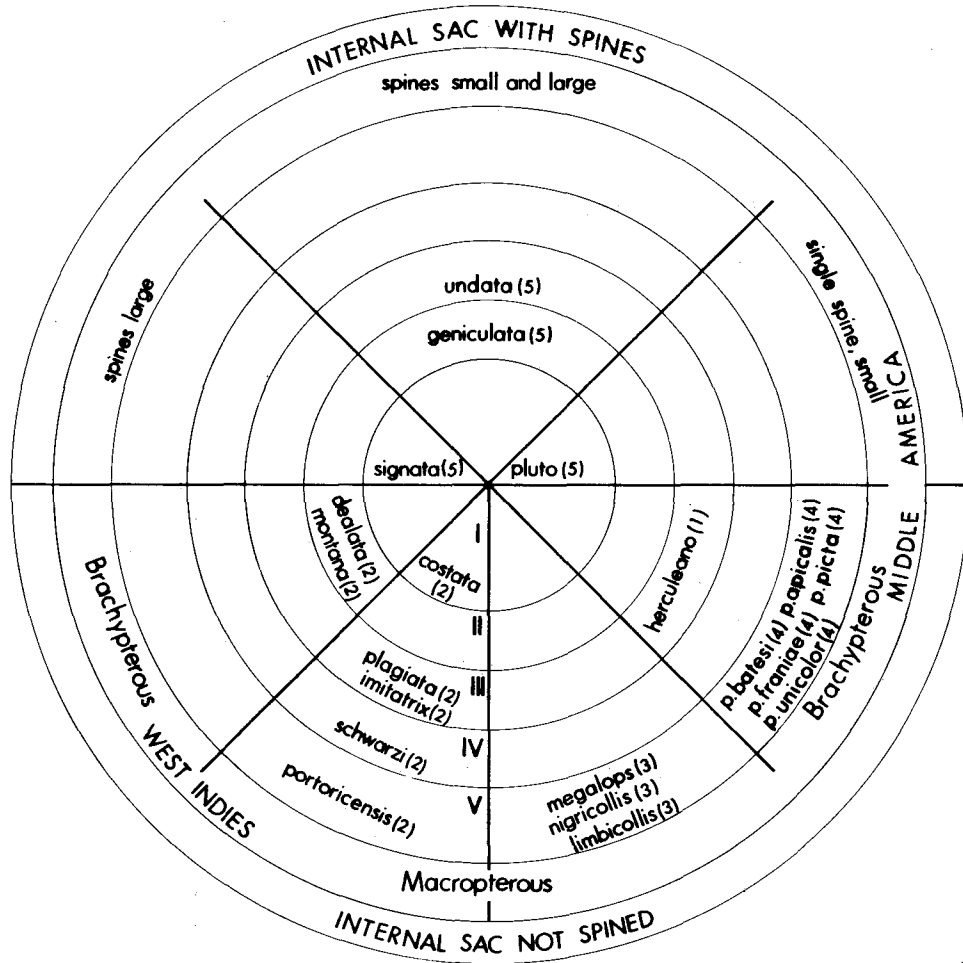 INTERNAL SAC WITH SPINES
spines small and large
spines large
single spine, small
AMERICA
undata (5)
geniculata (5)
signata (5)
pluto (5)
dealata (2)
montana (2)
I
costata
(2)
II
herculeano (1)
p.batesi (4) p.apicalis (4)
p.franiae (4) p.picta (4)
p.unicolor (4)
Brachypterous
MIDDLE
Brachypterous
WEST INDIES
plagiata (2)
imitatrix (2)
III
schwarzi (2)
IV
portoricensis (2)
V
megalops (3)
nigricollis (3)
limbicollis (3)
Macropterous
INTERNAL SAC NOT SPINED